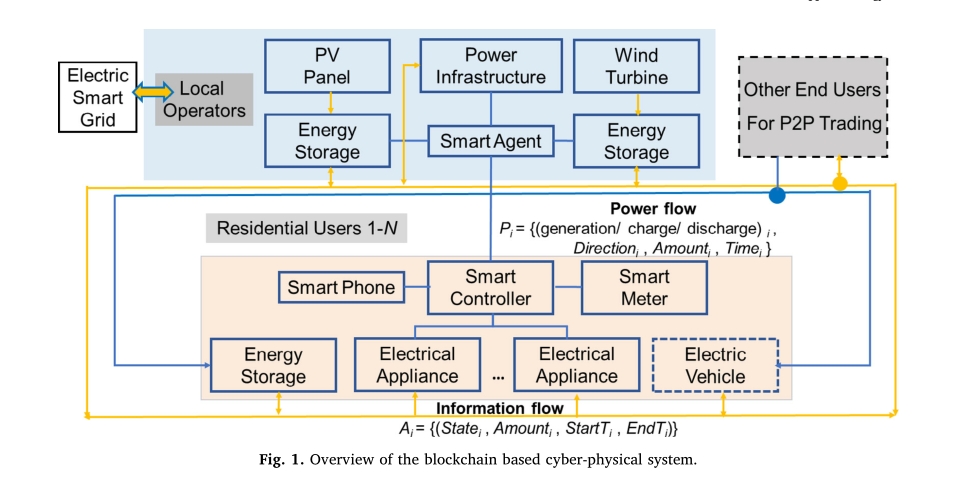 Electric
Smart
Grid
Local
Operators
PV
Panel
Power
Infrastructure
Wind
Turbine
Energy
Storage
Smart Agent
Energy
Storage
Other End Users
For P2P Trading
Residential Users 1-N
Power flow
Pᵢ = {(generation/ charge/ discharge) ᵢ ,
Directionᵢ , Amountᵢ , Timeᵢ }
Smart Phone
Smart
Controller
Smart
Meter
Energy
Storage
Electrical
Appliance
...
Electrical
Appliance
Electric
Vehicle
Information flow
Aᵢ = {(Stateᵢ , Amountᵢ , StartTᵢ , EndTᵢ)}
Fig. 1. Overview of the blockchain based cyber-physical system.